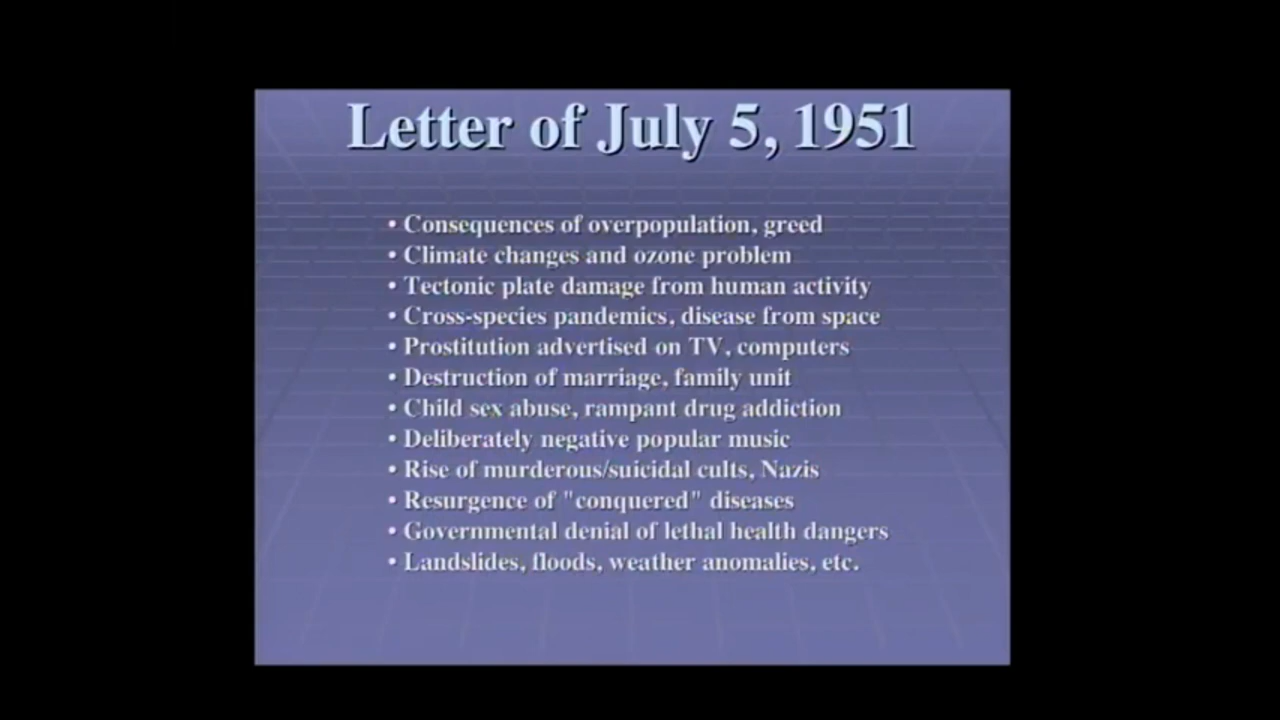 Letter of July 5, 1951
• Consequences of overpopulation, greed
• Climate changes and ozone problem
• Tectonic plate damage from human activity
• Cross-species pandemics, disease from space
• Prostitution advertised on TV, computers
• Destruction of marriage, family unit
• Child sex abuse, rampant drug addiction
• Deliberately negative popular music
• Rise of murderous/suicidal cults, Nazis
• Resurgence of "conquered" diseases
• Governmental denial of lethal health dangers
• Landslides, floods, weather anomalies, etc.